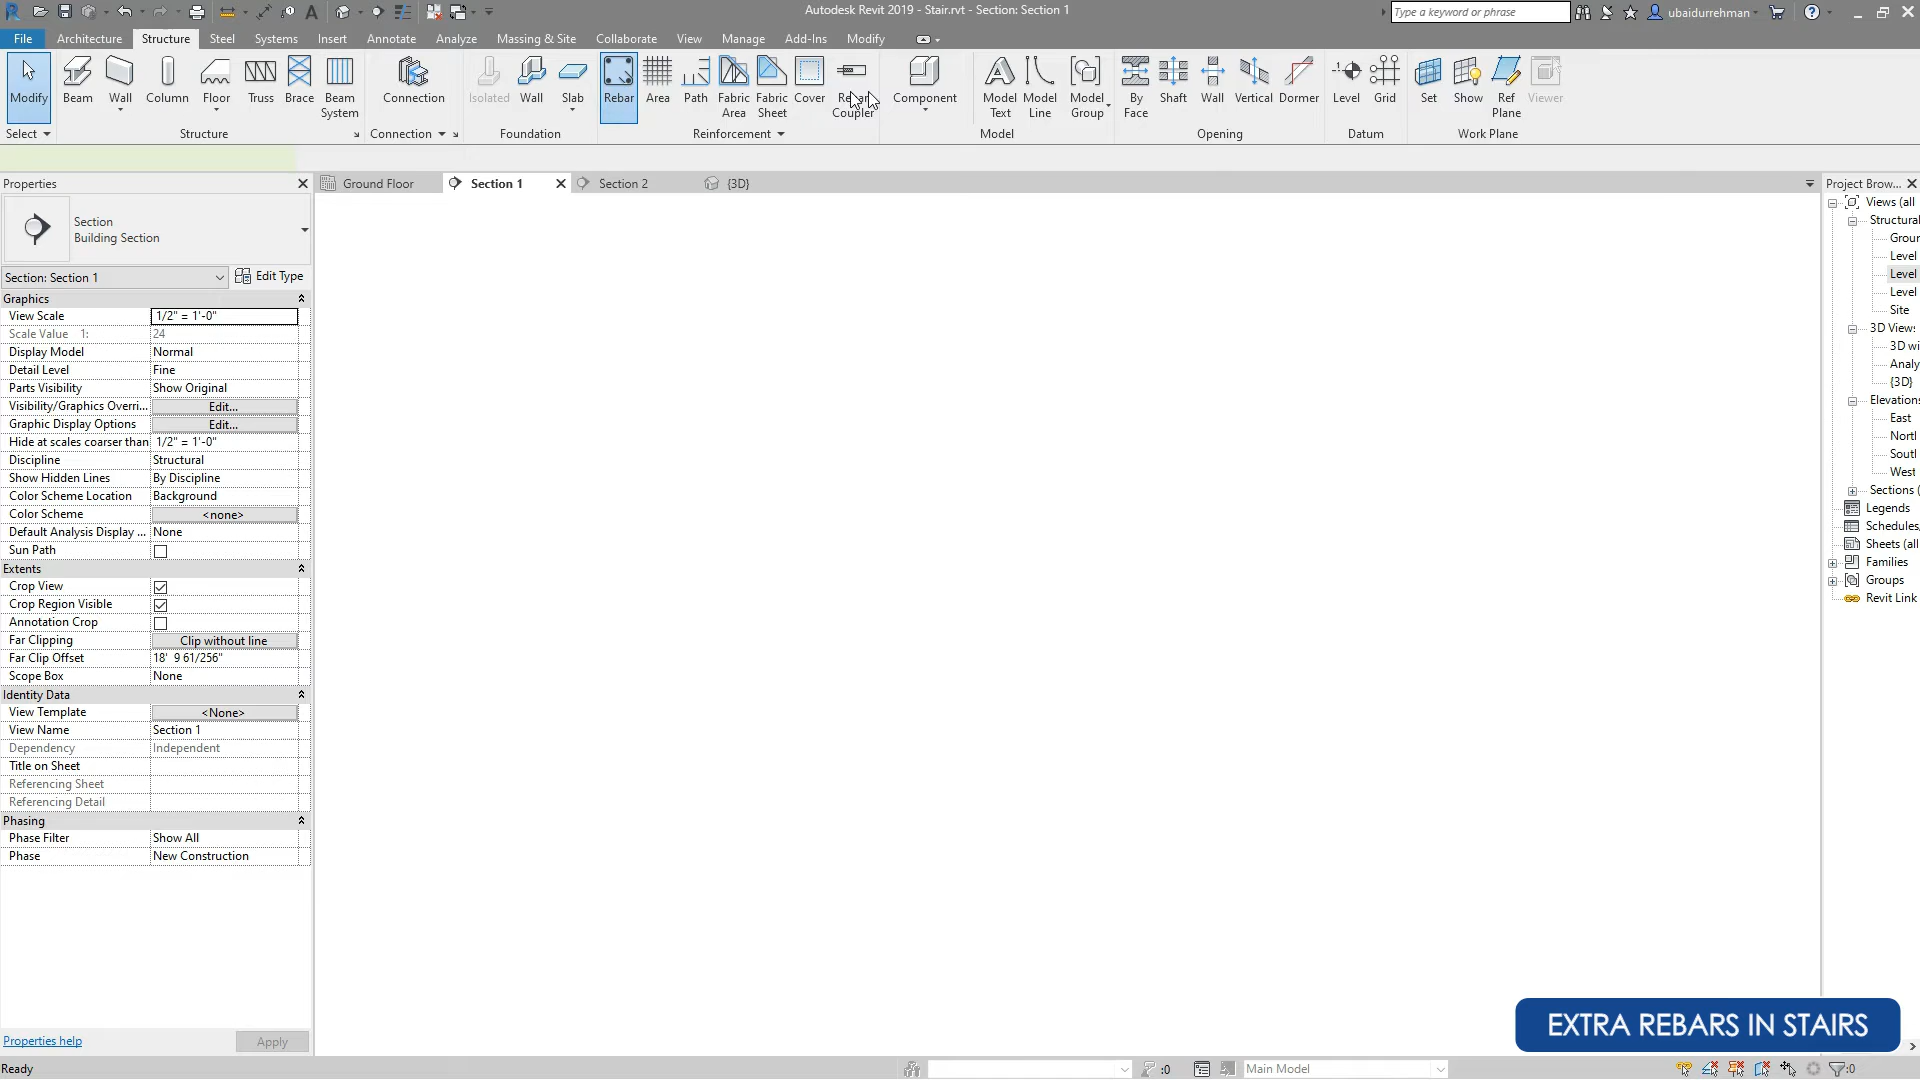 Autodesk Revit 2019 - Stair.rvt - Section: Section 1
Type a keyword or phrase
ubaidurrehman
File Architecture Structure Steel Systems Insert Annotate Analyze Massing & Site Collaborate View Manage Add-Ins Modify
Modify Beam Wall Column Floor Truss Brace Beam System Connection Isolated Wall Slab Rebar Area Path Fabric Area Fabric Sheet Cover Rebar Coupler Component Model Text Model Line Model Group By Face Shaft Wall Vertical Dormer Level Grid Set Show Ref Plane Viewer
Select Structure Connection Foundation Reinforcement Model Opening Datum Work Plane
Properties
Ground Floor Section 1 Section 2 {3D}
Project Brow...
Section
Building Section
Section: Section 1 Edit Type
Graphics
View Scale 1/2" = 1'-0"
Scale Value 1: 24
Display Model Normal
Detail Level Fine
Parts Visibility Show Original
Visibility/Graphics Overri... Edit...
Graphic Display Options Edit...
Hide at scales coarser than 1/2" = 1'-0"
Discipline Structural
Show Hidden Lines By Discipline
Color Scheme Location Background
Color Scheme <none>
Default Analysis Display ... None
Sun Path
Extents
Crop View
Crop Region Visible
Annotation Crop
Far Clipping Clip without line
Far Clip Offset 18' 9 61/256"
Scope Box None
Identity Data
View Template <None>
View Name Section 1
Dependency Independent
Title on Sheet
Referencing Sheet
Referencing Detail
Phasing
Phase Filter Show All
Phase New Construction
Properties help Apply
Views (all
Structural
Groun
Level
Level
Level
Site
3D Views
3D wi
Analy
{3D}
Elevations
East
North
South
West
Sections (
Legends
Schedules,
Sheets (all
Families
Groups
Revit Link
EXTRA REBARS IN STAIRS
Ready
:0
Main Model
:0